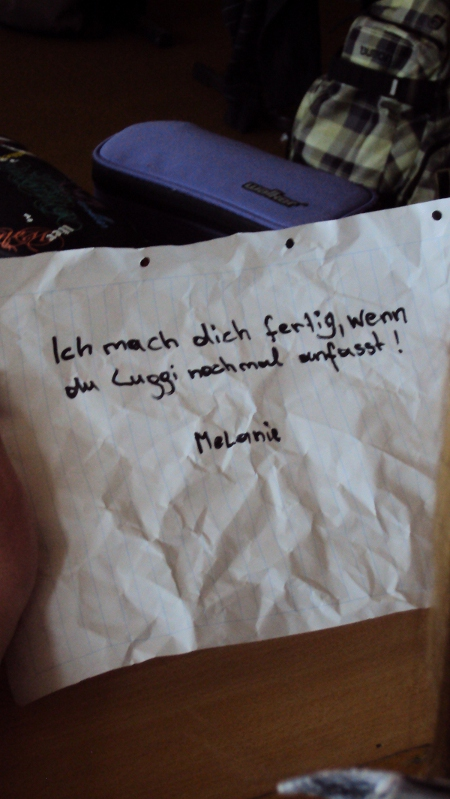 Ich mach dich fertig, wenn
du Luggi nochmal anfasst!
Melanie